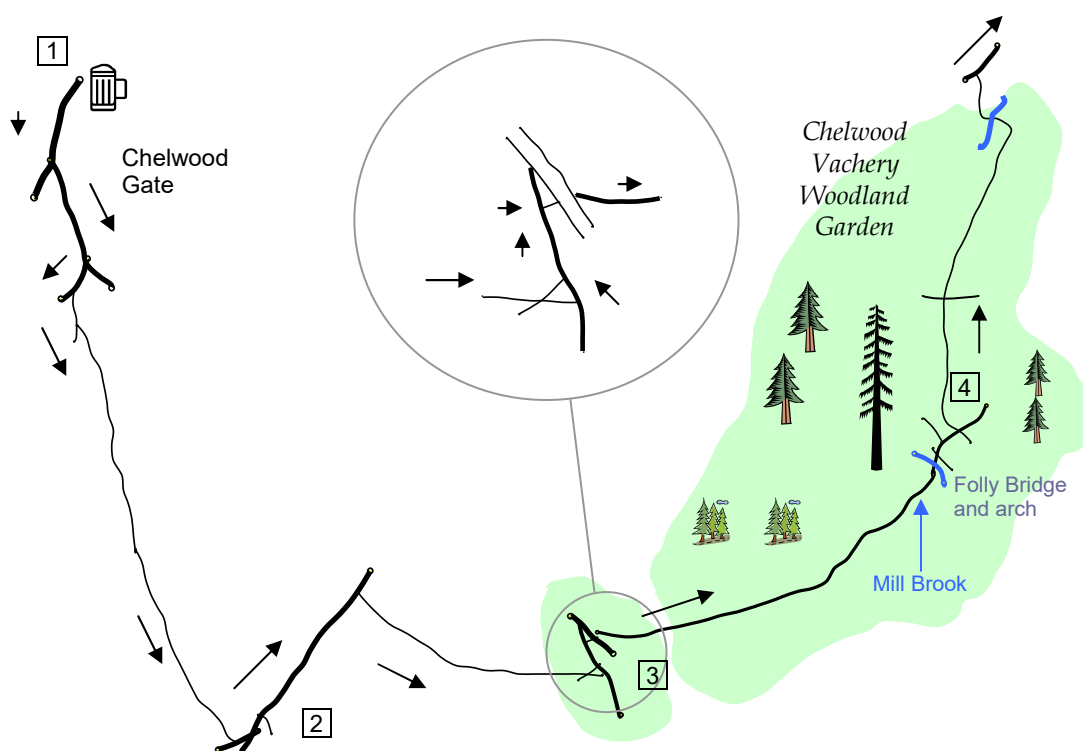 1
Chelwood
Gate
Chelwood
Vachery
Woodland
Garden
4
Folly Bridge
and arch
Mill Brook
3
2